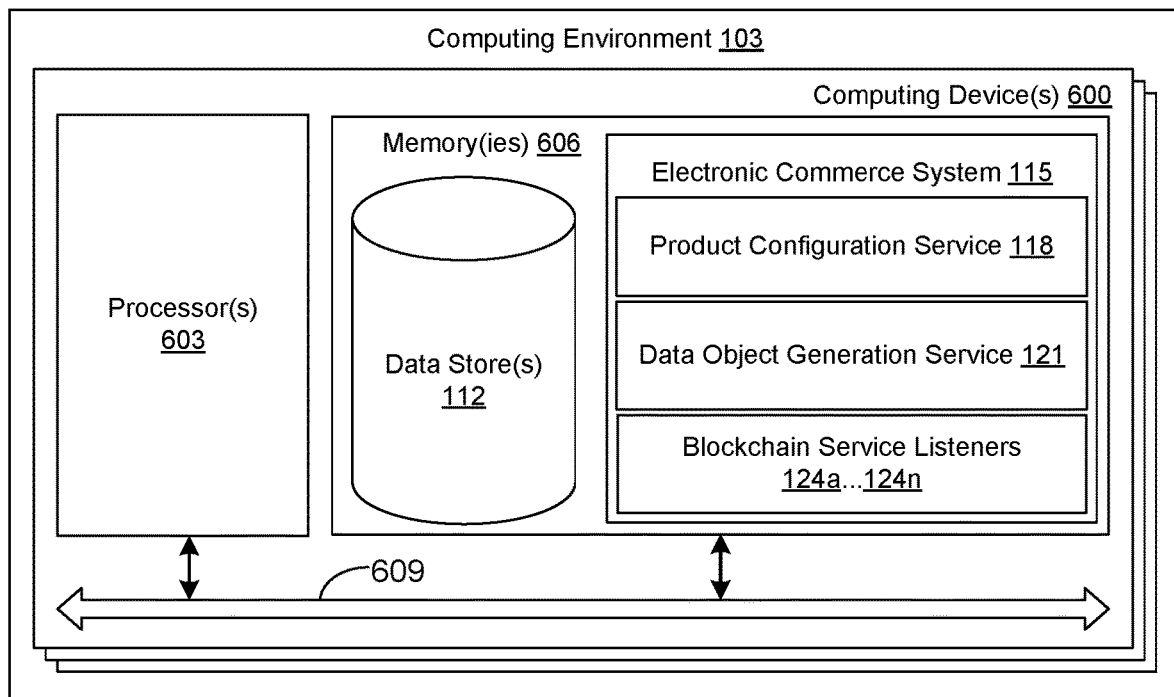 Computing Environment 103
Computing Device(s) 600
Processor(s)
603
Memory(ies) 606
Data Store(s)
112
Electronic Commerce System 115
Product Configuration Service 118
Data Object Generation Service 121
Blockchain Service Listeners
124a...124n
609